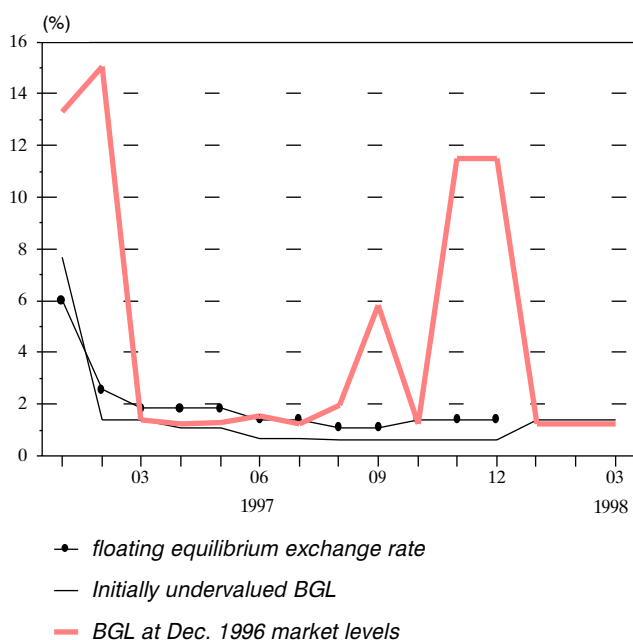 (%)
16
14
12
10
8
6
4
2
0
03 06 09 12 03
1997 1998
floating equilibrium exchange rate
Initially undervalued BGL
BGL at Dec. 1996 market levels